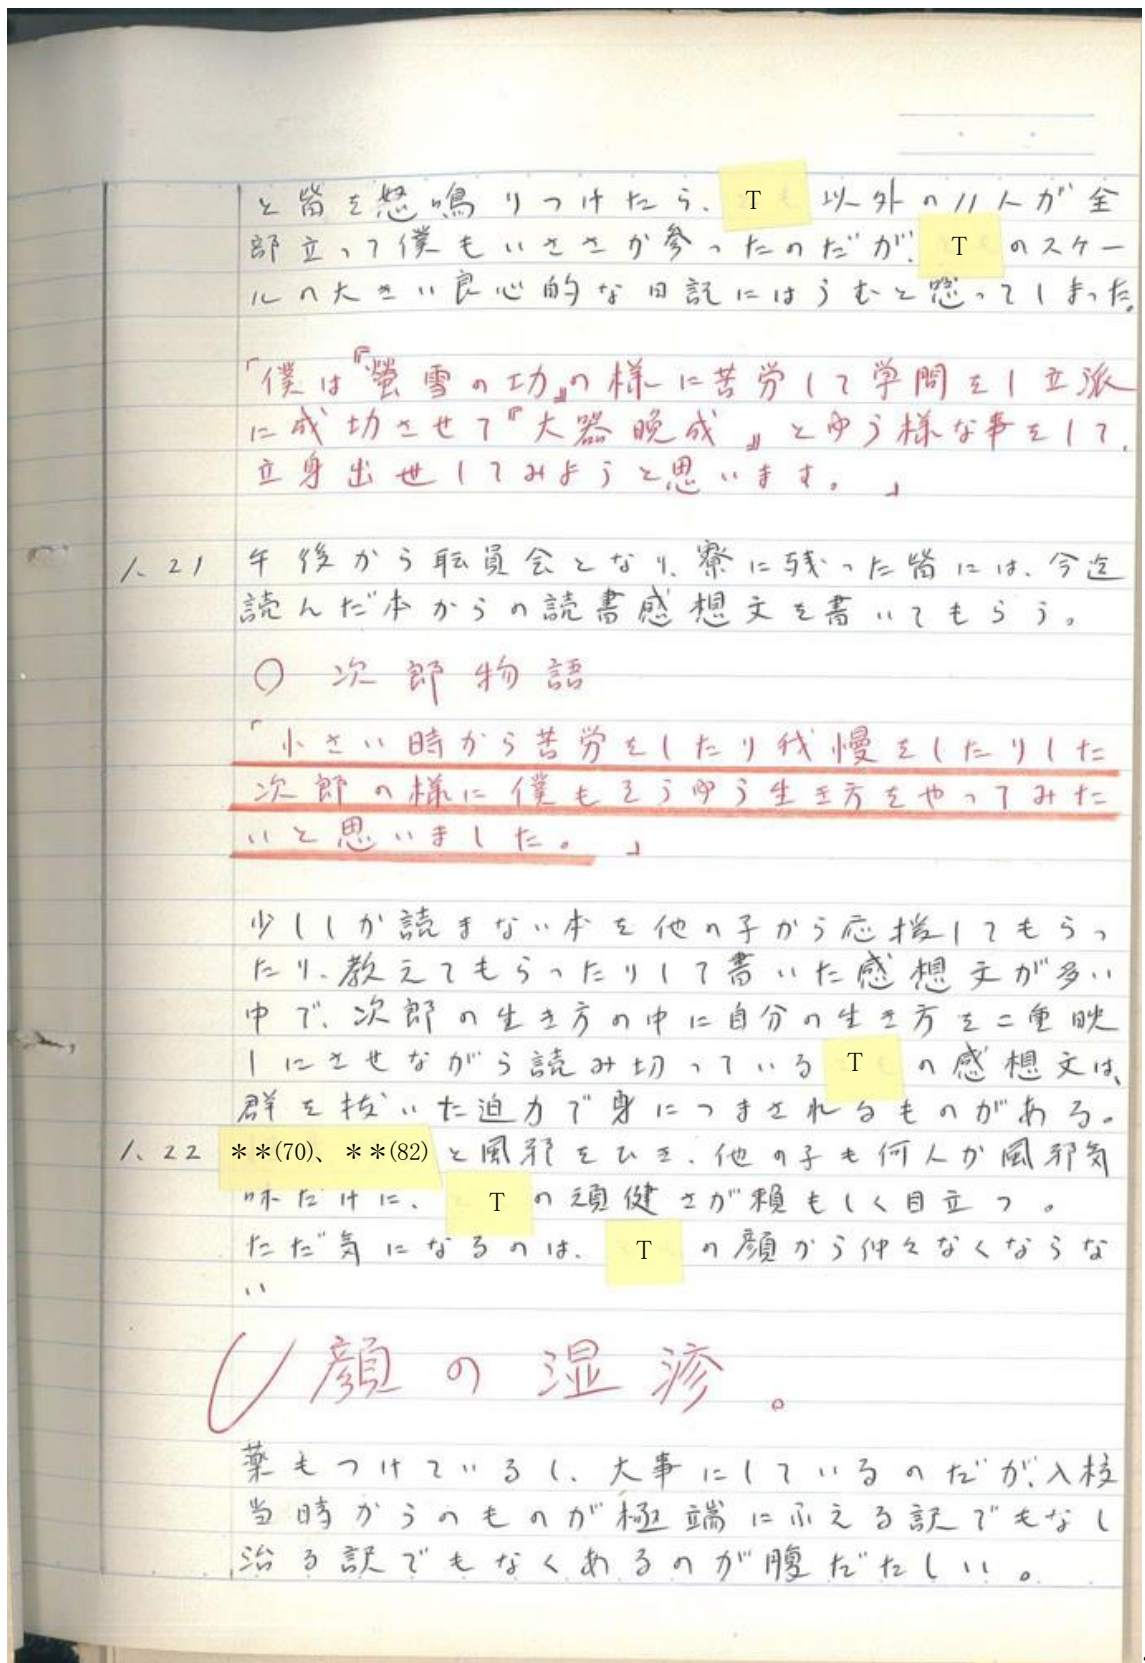 と皆を怒鳴りつけたら、T以外の11人が全
部立って僕もいささか参ったのだが、Tのスケー
ルの大きい良心的な日記にはうむと唸ってしまった。
「僕は『螢雪の功』の様に苦労して学問をし立派
に成功させて『大器晩成』とゆう様な事をして、
立身出世してみようと思います。」
1.21 午後から職員会となり、寮に残った皆には、今迄
読んだ本からの読書感想文を書いてもらう。
○ 次郎物語
「小さい時から苦労をしたり我慢をしたりした
次郎の様に僕もそうゆう生き方をやってみた
いと思いました。」
少ししか読まない本を他の子から応援してもらっ
たり、教えてもらったりして書いた感想文が多い
中で、次郎の生き方の中に自分の生き方を二重映
しにさせながら読み切っているTの感想文は、
群を抜いた迫力で身につまされるものがある。
1.22 **(70)、**(82)と風邪をひき、他の子も何人か風邪気
味だけに、Tの頑健さが頼もしく目立つ。
ただ気になるのは、Tの顔から仲々なくならな
い
顔の湿疹。
薬もつけているし、大事にしているのだが、入校
当時からのものが極端にふえる訳でもなし
治る訳でもなくあるのが腹だたしい。